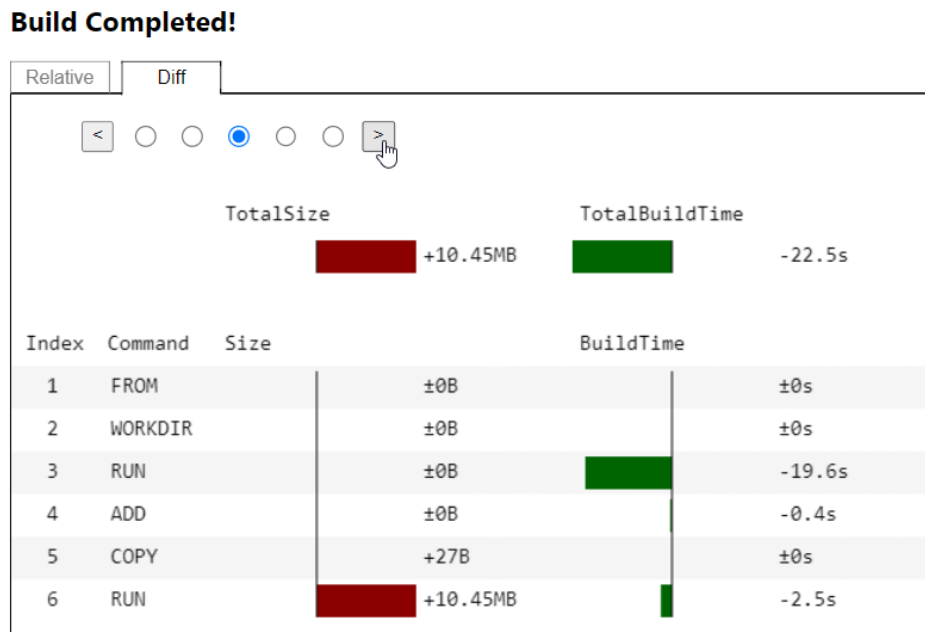 Build Completed!
Relative Diff
< >
TotalSize TotalBuildTime
+10.45MB -22.5s
Index Command Size BuildTime
1 FROM ±0B ±0s
2 WORKDIR ±0B ±0s
3 RUN ±0B -19.6s
4 ADD ±0B -0.4s
5 COPY +27B ±0s
6 RUN +10.45MB -2.5s